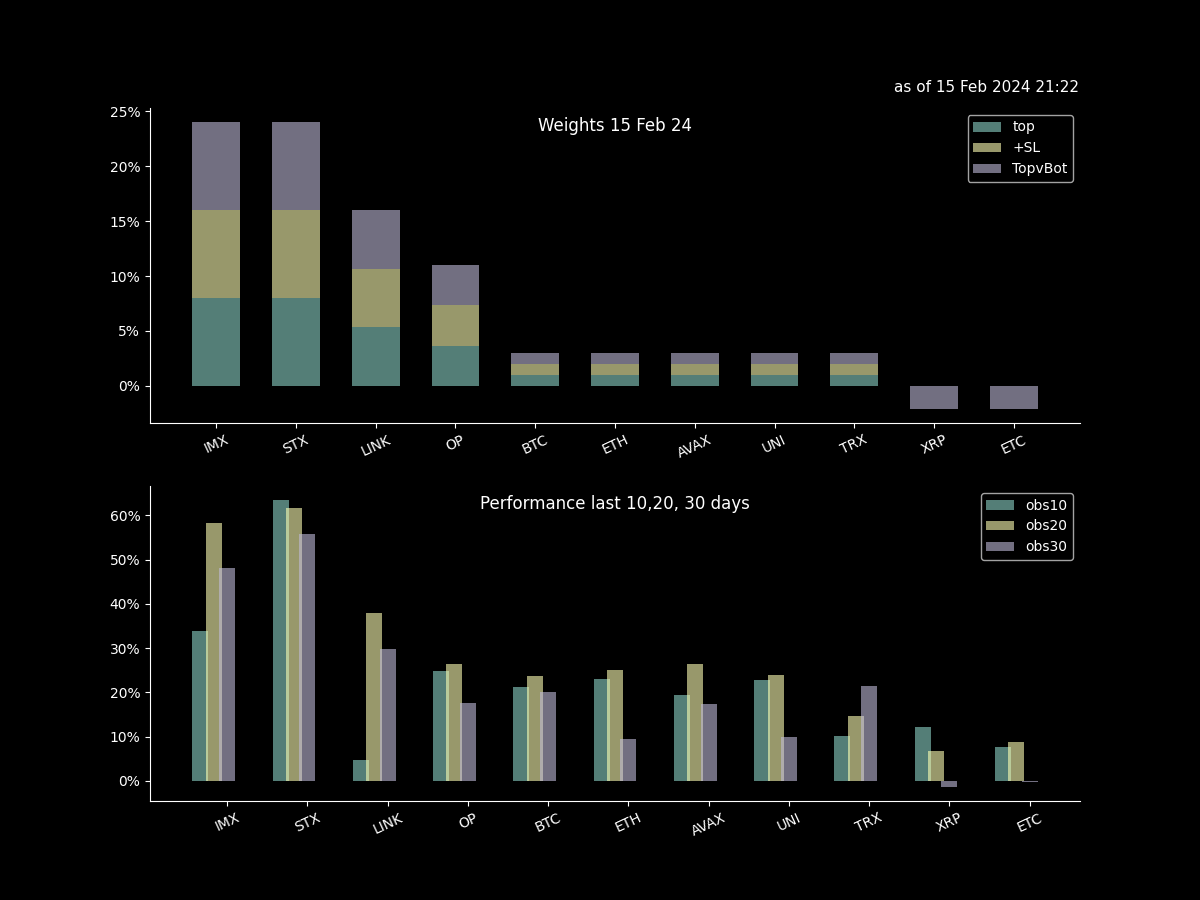 as of 15 Feb 2024 21:22
Weights 15 Feb 24
top
+SL
TopvBot
25%
20%
15%
10%
5%
0%
IMX STX LINK OP BTC ETH AVAX UNI TRX XRP ETC
Performance last 10,20, 30 days
obs10
obs20
obs30
60%
50%
40%
30%
20%
10%
0%
IMX STX LINK OP BTC ETH AVAX UNI TRX XRP ETC